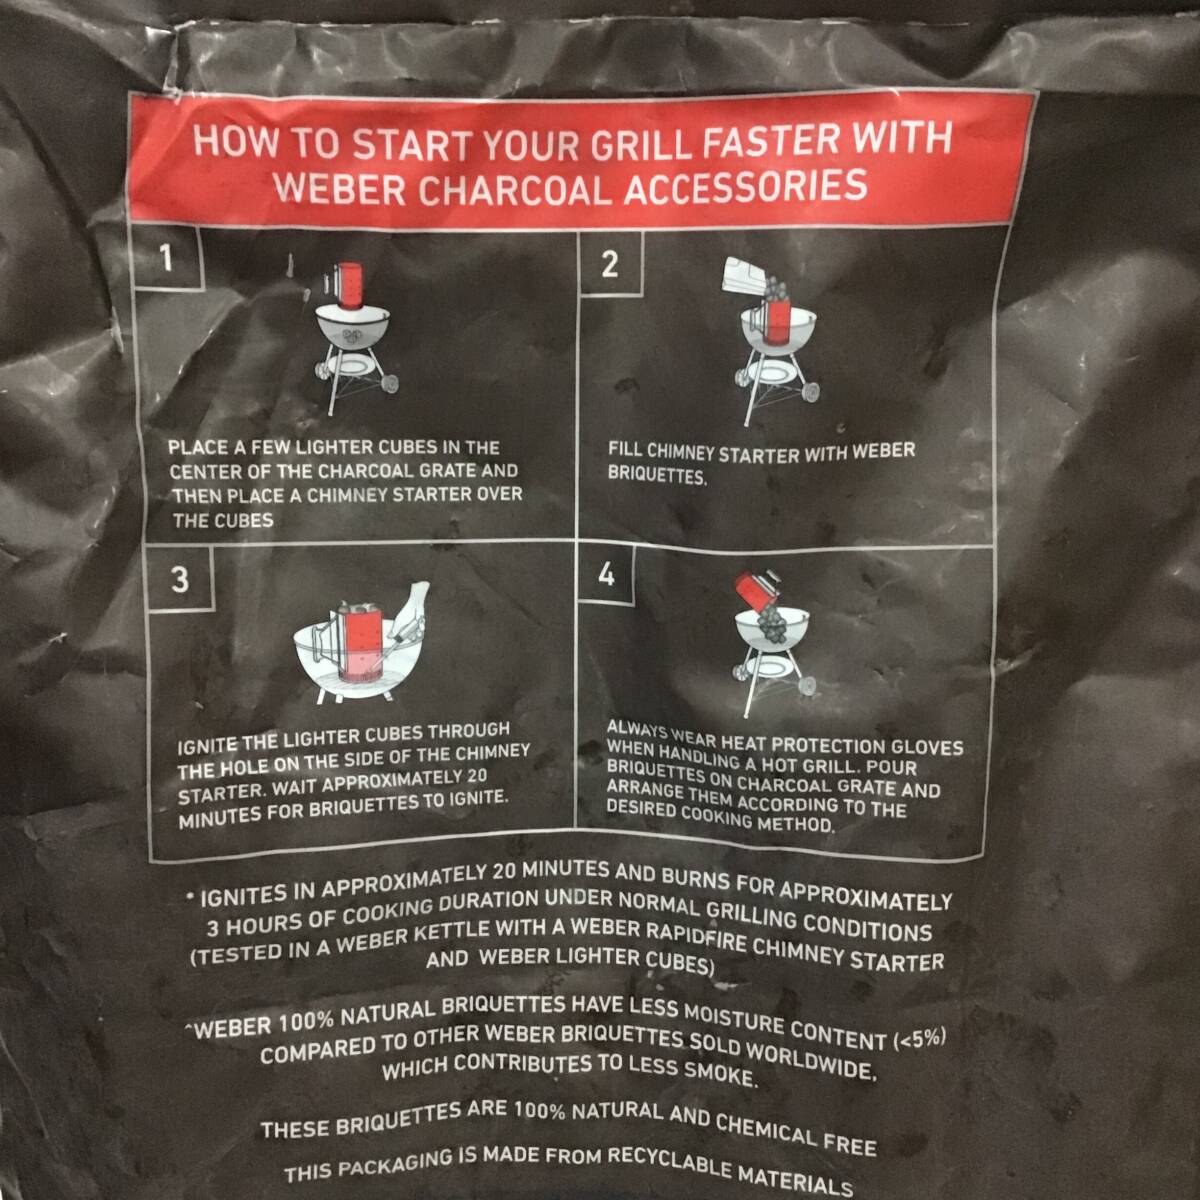 HOW TO START YOUR GRILL FASTER WITH
WEBER CHARCOAL ACCESSORIES
1
PLACE A FEW LIGHTER CUBES IN THE
CENTER OF THE CHARCOAL GRATE AND
THEN PLACE A CHIMNEY STARTER OVER
THE CUBES
2
FILL CHIMNEY STARTER WITH WEBER
BRIQUETTES.
3
IGNITE THE LIGHTER CUBES THROUGH
THE HOLE ON THE SIDE OF THE CHIMNEY
STARTER. WAIT APPROXIMATELY 20
MINUTES FOR BRIQUETTES TO IGNITE.
4
ALWAYS WEAR HEAT PROTECTION GLOVES
WHEN HANDLING A HOT GRILL. POUR
BRIQUETTES ON CHARCOAL GRATE AND
ARRANGE THEM ACCORDING TO THE
DESIRED COOKING METHOD.
* IGNITES IN APPROXIMATELY 20 MINUTES AND BURNS FOR APPROXIMATELY
3 HOURS OF COOKING DURATION UNDER NORMAL GRILLING CONDITIONS
(TESTED IN A WEBER KETTLE WITH A WEBER RAPIDFIRE CHIMNEY STARTER
AND WEBER LIGHTER CUBES)
^WEBER 100% NATURAL BRIQUETTES HAVE LESS MOISTURE CONTENT (<5%)
COMPARED TO OTHER WEBER BRIQUETTES SOLD WORLDWIDE,
WHICH CONTRIBUTES TO LESS SMOKE.
THESE BRIQUETTES ARE 100% NATURAL AND CHEMICAL FREE
THIS PACKAGING IS MADE FROM RECYCLABLE MATERIALS